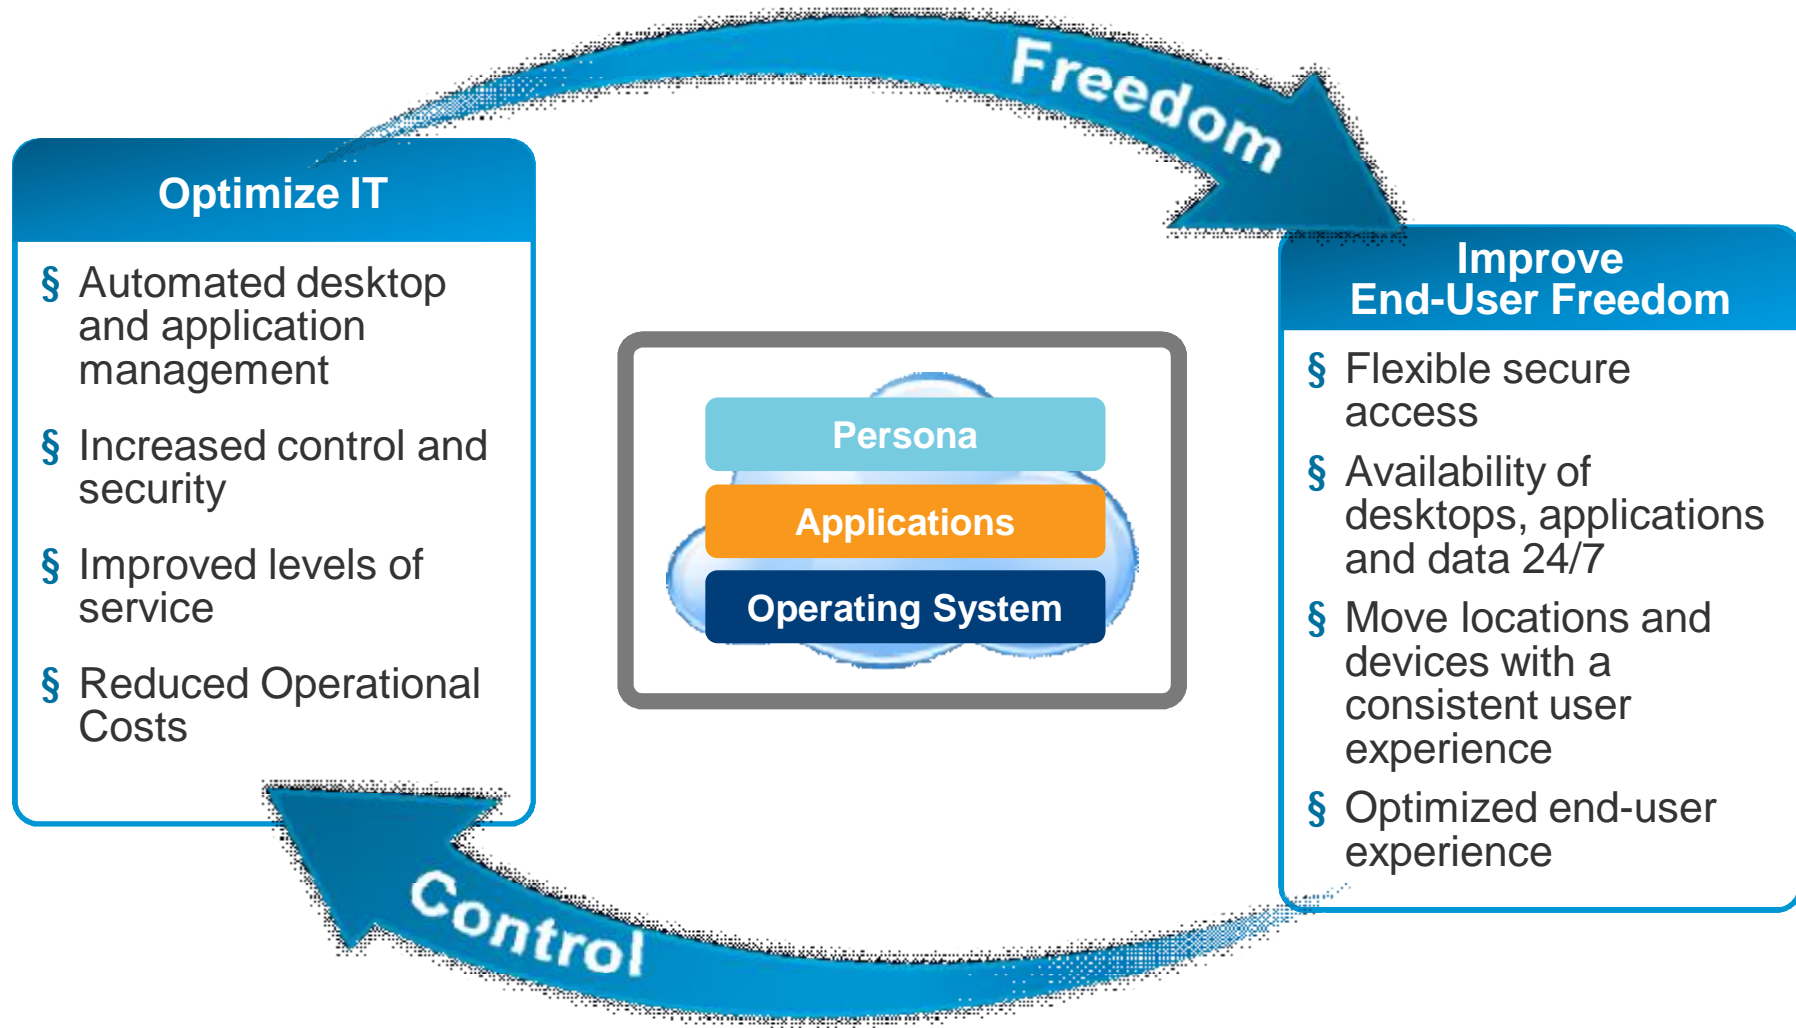 Freedom
Optimize IT
§ Automated desktop
and application
management
§ Increased control and
security
§ Improved levels of
service
§ Reduced Operational
Costs
Persona
Applications
Operating System
Improve
End-User Freedom
§ Flexible secure
access
§ Availability of
desktops, applications
and data 24/7
§ Move locations and
devices with a
consistent user
experience
§ Optimized end-user
experience
Control